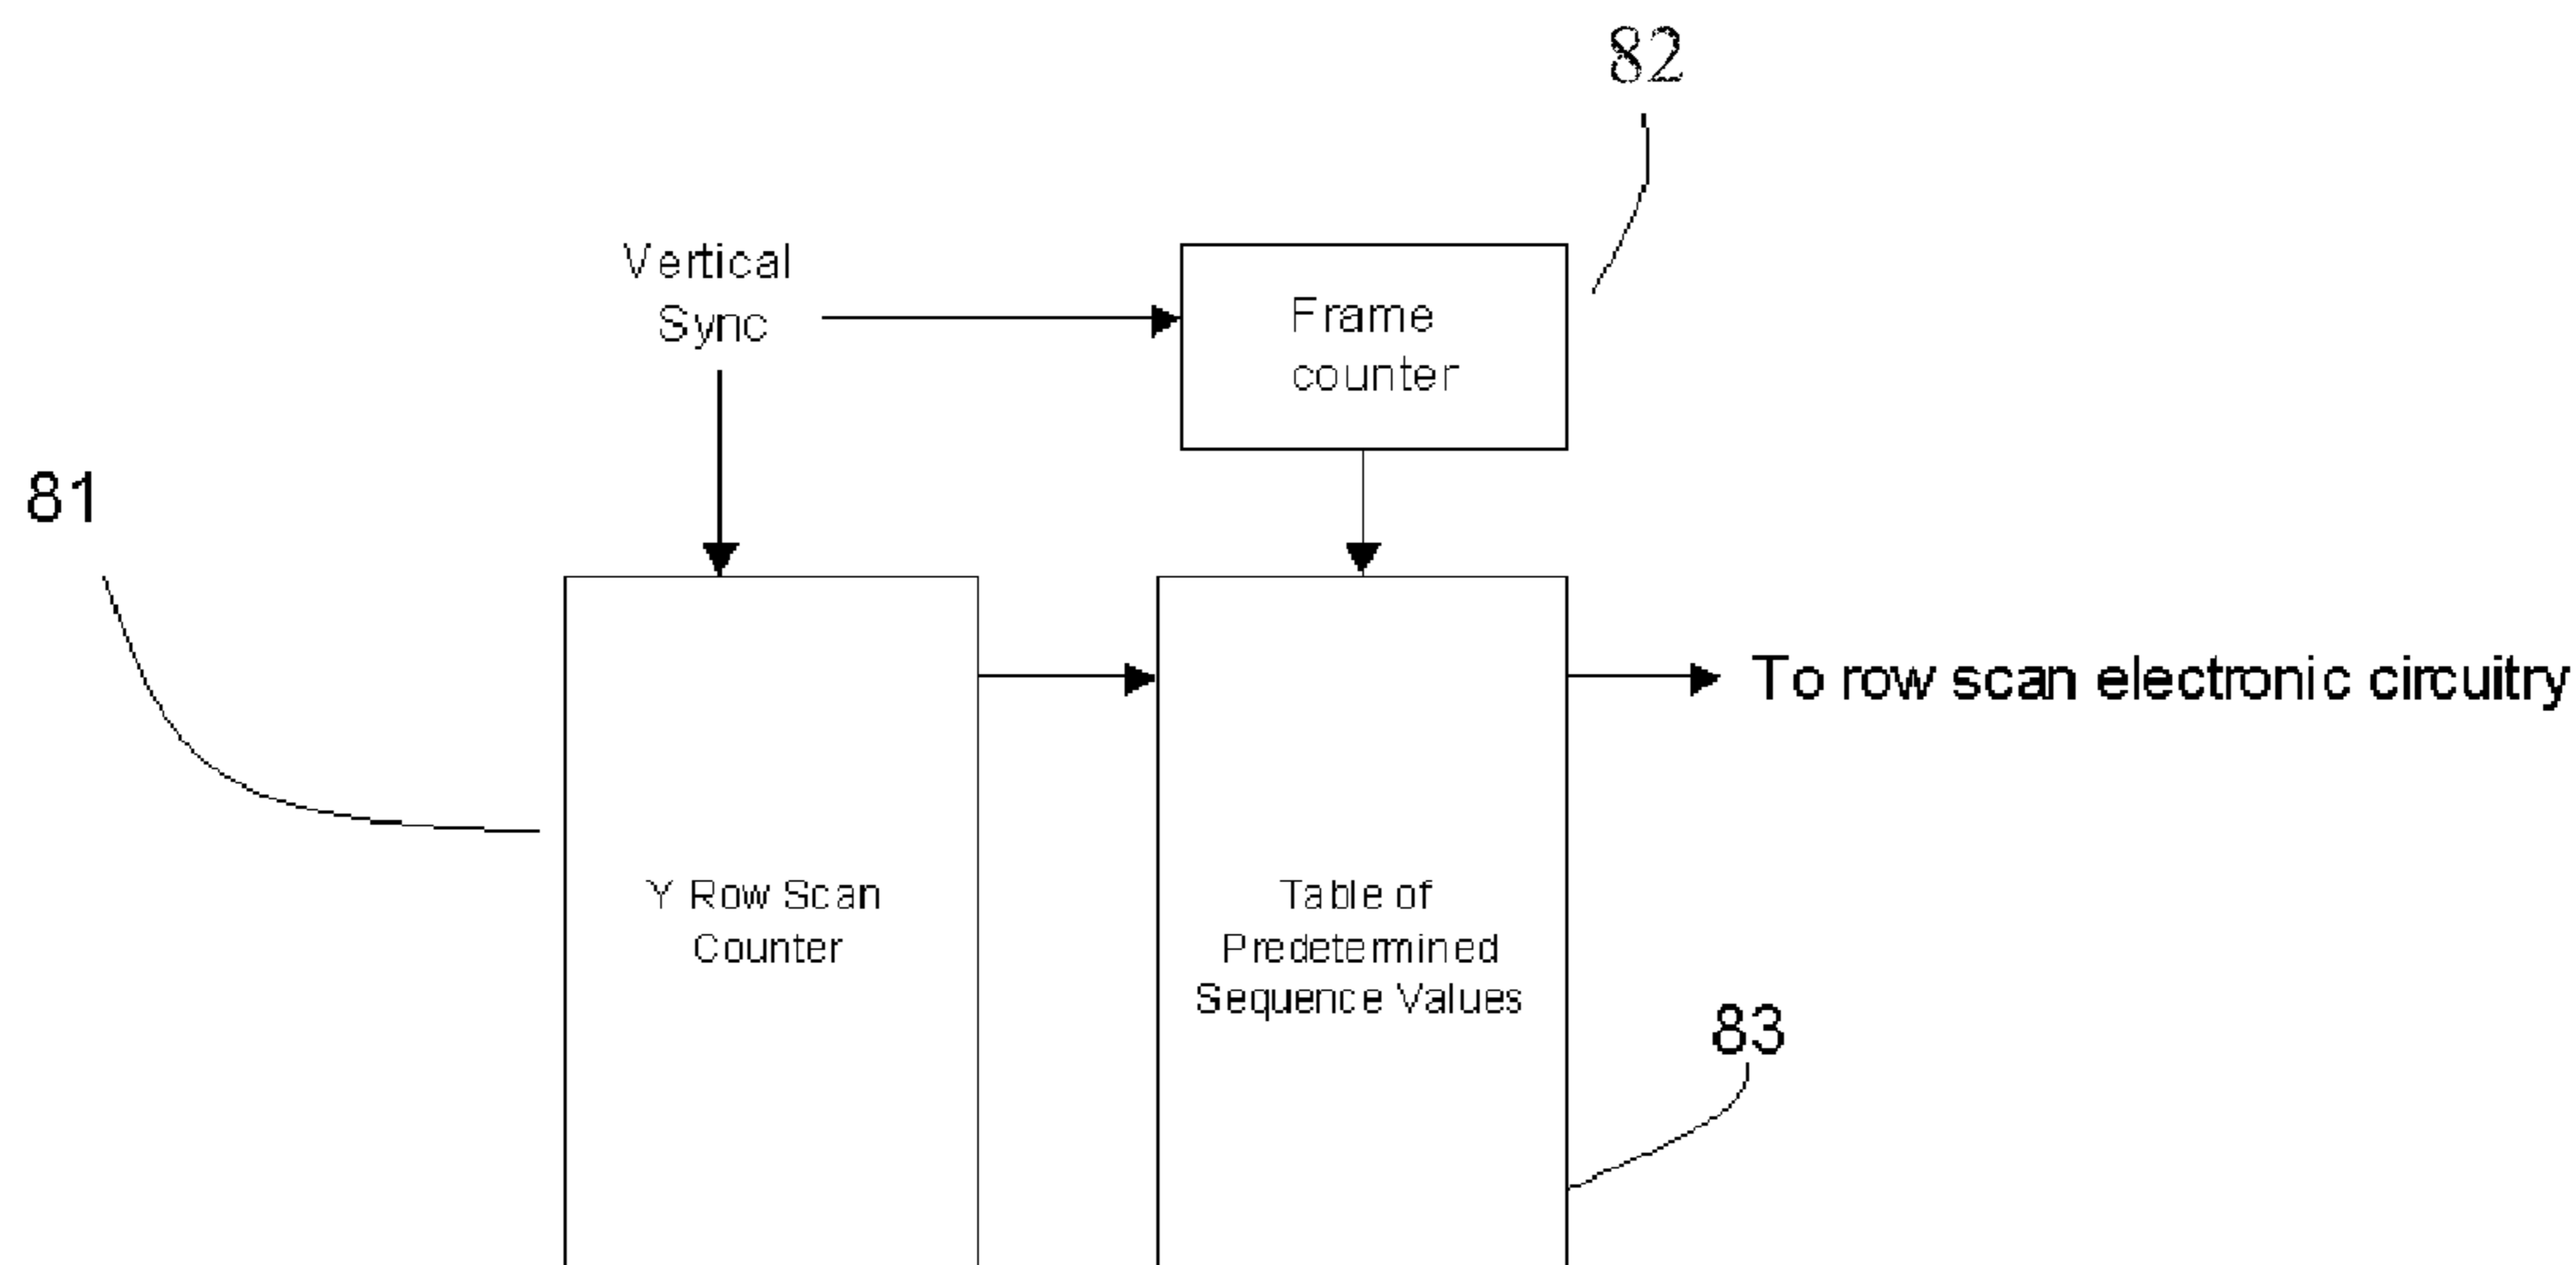 82
Vertical
Sync
Frame
counter
81
To row scan electronic circuitry
Y Row Scan
Counter
Table of
Predetermined
Sequence Values
83